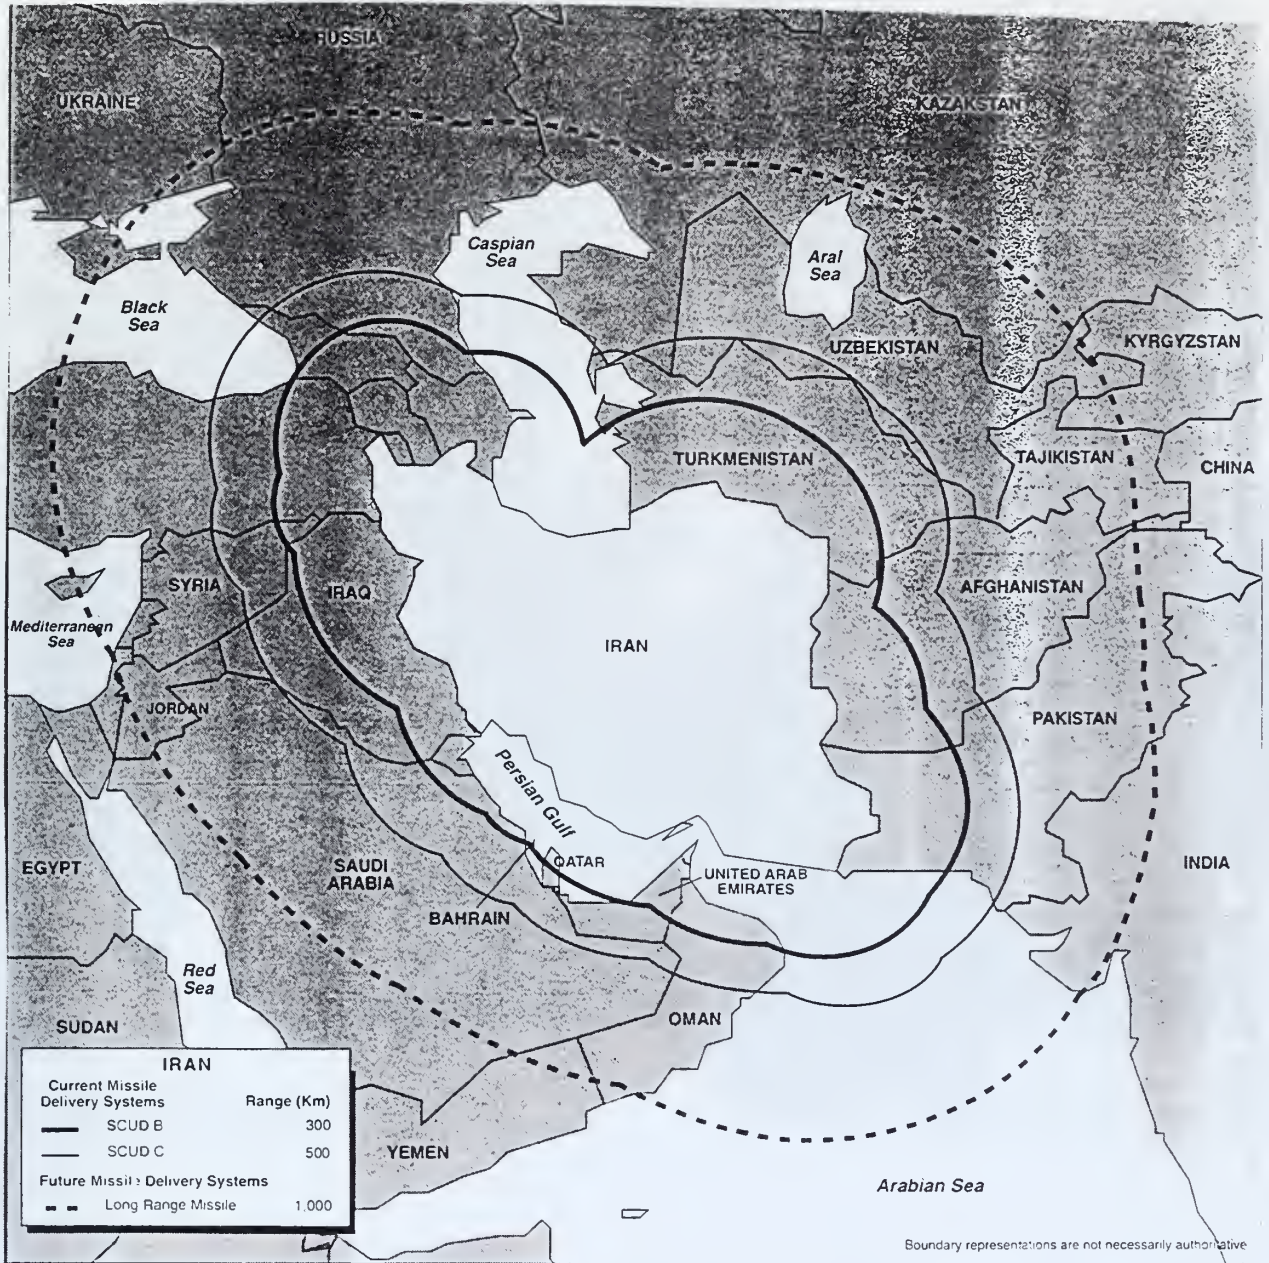 RUSSIA
UKRAINE
KAZAKSTAN
Caspian
Sea
Aral
Sea
Black
Sea
UZBEKISTAN
KYRGYZSTAN
TURKMENISTAN
TAJIKISTAN
CHINA
SYRIA
IRAQ
AFGHANISTAN
Mediterranean
Sea
IRAN
JORDAN
PAKISTAN
Persian Gulf
EGYPT
SAUDI
ARABIA
QATAR
UNITED ARAB
EMIRATES
INDIA
BAHRAIN
Red
Sea
OMAN
SUDAN
IRAN
Current Missile
Delivery Systems Range (Km)
SCUD B 300
SCUD C 500
Future Missile Delivery Systems
Long Range Missile 1,000
YEMEN
Arabian Sea
Boundary representations are not necessarily authoritative